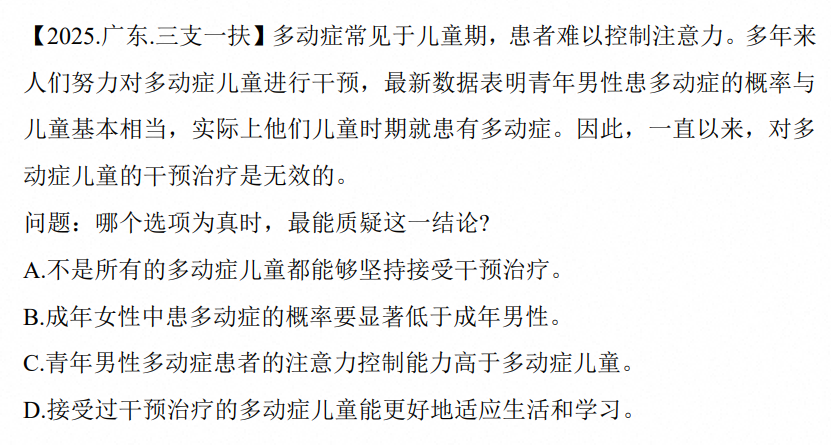 【2025.广东.三支一扶】多动症常见于儿童期，患者难以控制注意力。多年来
人们努力对多动症儿童进行干预，最新数据表明青年男性患多动症的概率与
儿童基本相当，实际上他们儿童时期就患有多动症。因此，一直以来，对多
动症儿童的干预治疗是无效的。
问题：哪个选项为真时，最能质疑这一结论?
A.不是所有的多动症儿童都能够坚持接受干预治疗。
B.成年女性中患多动症的概率要显著低于成年男性。
C.青年男性多动症患者的注意力控制能力高于多动症儿童。
D.接受过干预治疗的多动症儿童能更好地适应生活和学习。